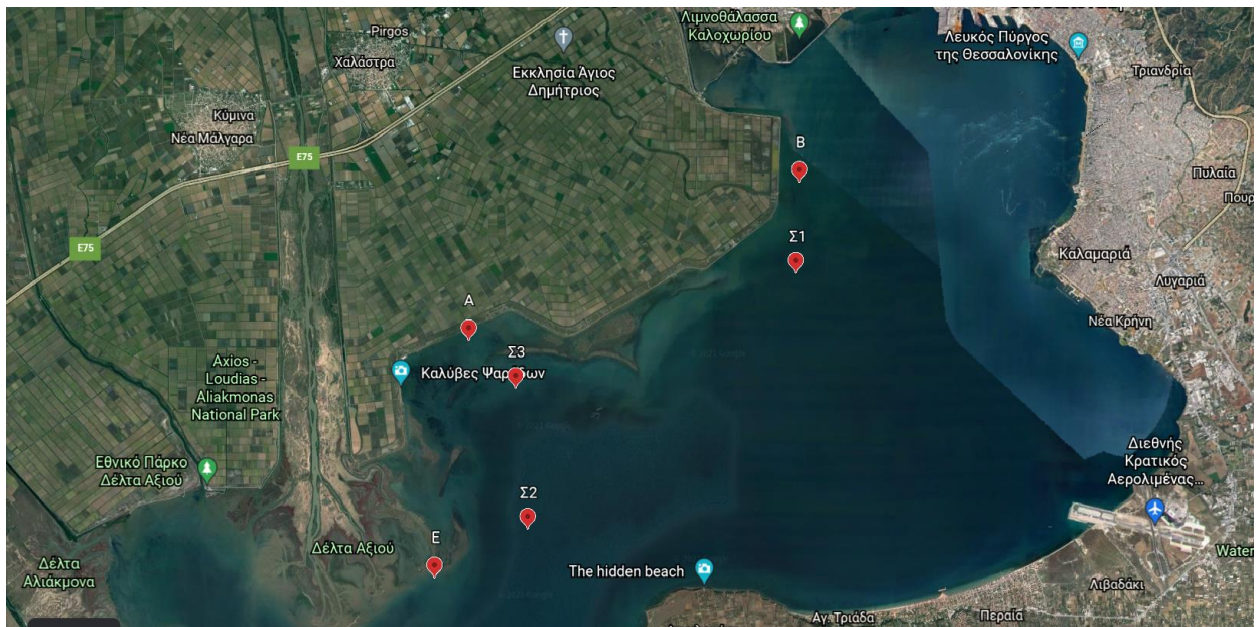 Λιμνοθάλασσα
Καλοχωρίου
Λευκός Πύργος
της Θεσσαλονίκης
Τριανδρία
Pirgos
Χαλάστρα
Εκκλησία Άγιος
Δημήτριος
Κύμινα
Νέα Μάλγαρα
E75
B
Πυλαία
E75
Σ1
Καλαμαριά
Λυγαριά
A
Νέα Κρήνη
Σ3
Καλύβες Ψαράδων
Axios -
Loudias -
Aliakmonas
National Park
Εθνικό Πάρκο
Δέλτα Αξιού
Διεθνής
Κρατικός
Αερολιμένας...
Σ2
E
Δέλτα Αξιού
Δέλτα
Αλιάκμονα
The hidden beach
Water
Λιβαδάκι
Αγ. Τριάδα
Περαία